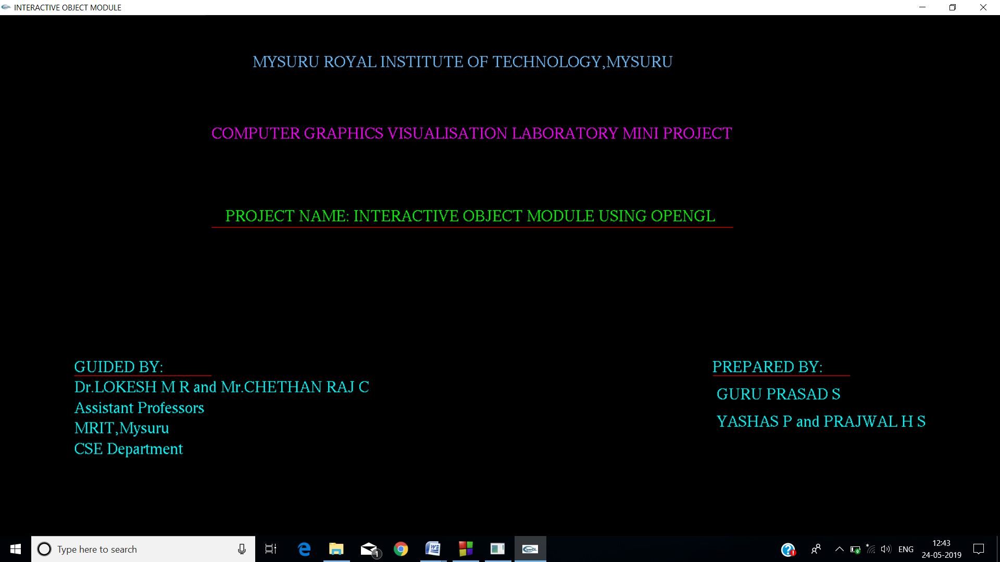 INTERACTIVE OBJECT MODULE
MYSURU ROYAL INSTITUTE OF TECHNOLOGY,MYSURU
COMPUTER GRAPHICS VISUALISATION LABORATORY MINI PROJECT
PROJECT NAME: INTERACTIVE OBJECT MODULE USING OPENGL
GUIDED BY:
Dr.LOKESH M R and Mr.CHETHAN RAJ C
Assistant Professors
MRIT,Mysuru
CSE Department
PREPARED BY:
GURU PRASAD S
YASHAS P and PRAJWAL H S
Type here to search
1
OpenGL
ENG
12:43
24-05-2019